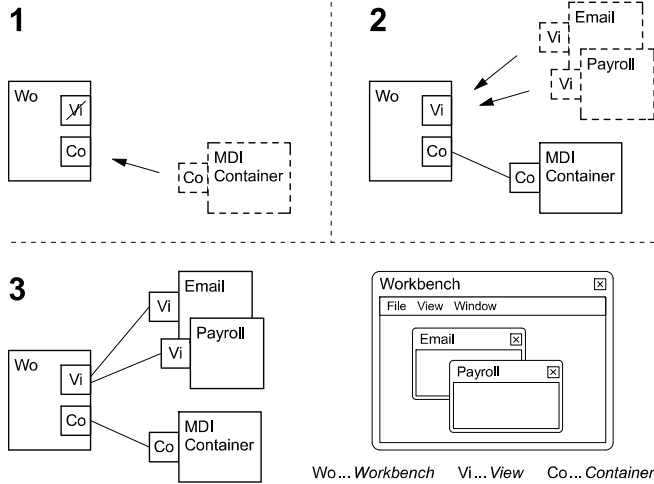 1
Wo
Vi
Co
Co
MDI
Container
2
Wo
Vi
Co
Vi
Email
Vi
Payroll
Co
MDI
Container
3
Wo
Vi
Co
Vi
Email
Vi
Payroll
Co
MDI
Container
Workbench
File View Window
Email
Payroll
Wo...Workbench Vi...View Co...Container